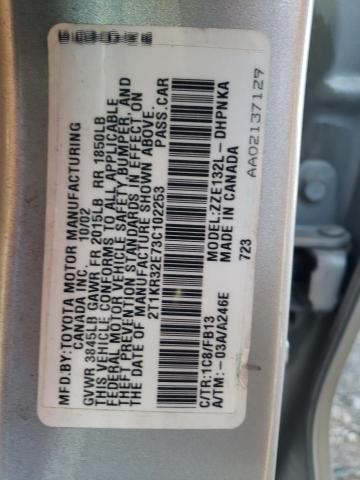 MFD.BY:TOYOTA MOTOR MANUFACTURING
CANADA INC. 10/02
GVWR 3845LB GAWR FR 2015LB RR 1850LB
THIS VEHICLE CONFORMS TO ALL APPLICABLE
FEDERAL MOTOR VEHICLE SAFETY, BUMPER, AND
THEFT PREVENTION STANDARDS IN EFFECT ON
THE DATE OF MANUFACTURE SHOWN ABOVE.
2T1KR32E73C102253 PASS.CAR
C/TR:1C8/FB13 MODEL:ZZE132L-DHPNKA
A/TM:-03A/A246E MADE IN CANADA
723
AA02137129